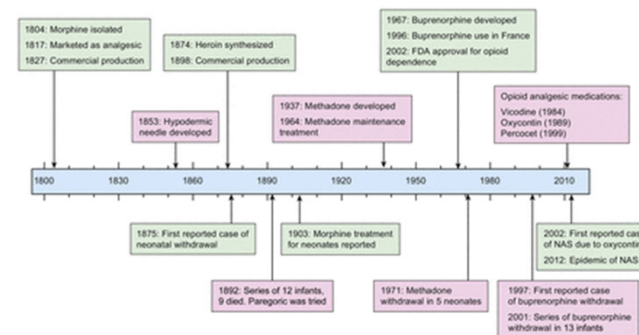 1804: Morphine isolated
1817: Marketed as analgesic
1827: Commercial production
1874: Heroin synthesized
1898: Commercial production
1967: Buprenorphine developed
1996: Buprenorphine use in France
2002: FDA approval for opioid
dependence
1853: Hypodermic
needle developed
1937: Methadone developed
1964: Methadone maintenance
treatment
Opioid analgesic medications:
Vicodine (1984)
Oxycontin (1989)
Percocet (1999)
1800 1830 1860 1890 1920 1950 1980 2010
1875: First reported case of
neonatal withdrawal
1903: Morphine treatment
for neonates reported
2002: First reported cas
of NAS due to oxycontin
2012: Epidemic of NAS
1892: Series of 12 infants,
9 died. Paregoric was tried
1971: Methadone
withdrawal in 5 neonates
1997: First reported case
of buprenorphine withdrawal
2001: Series of buprenorphine
withdrawal in 13 infants